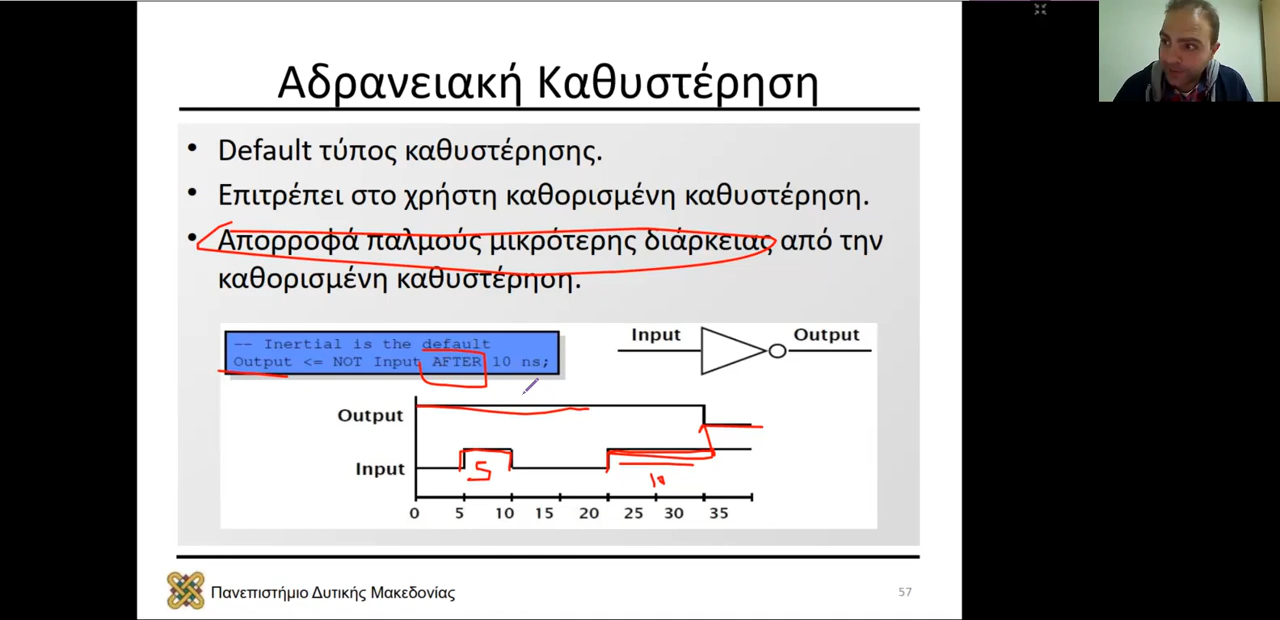 Αδρανειακή Καθυστέρηση
• Default τύπος καθυστέρησης.
• Επιτρέπει στο χρήστη καθορισμένη καθυστέρηση.
• Απορροφά παλμούς μικρότερης διάρκειας από την
καθορισμένη καθυστέρηση.
-- Inertial is the default
Output <= NOT Input AFTER 10 ns;
Input Output
Output
Input
5
10
0 5 10 15 20 25 30 35
Πανεπιστήμιο Δυτικής Μακεδονίας
57